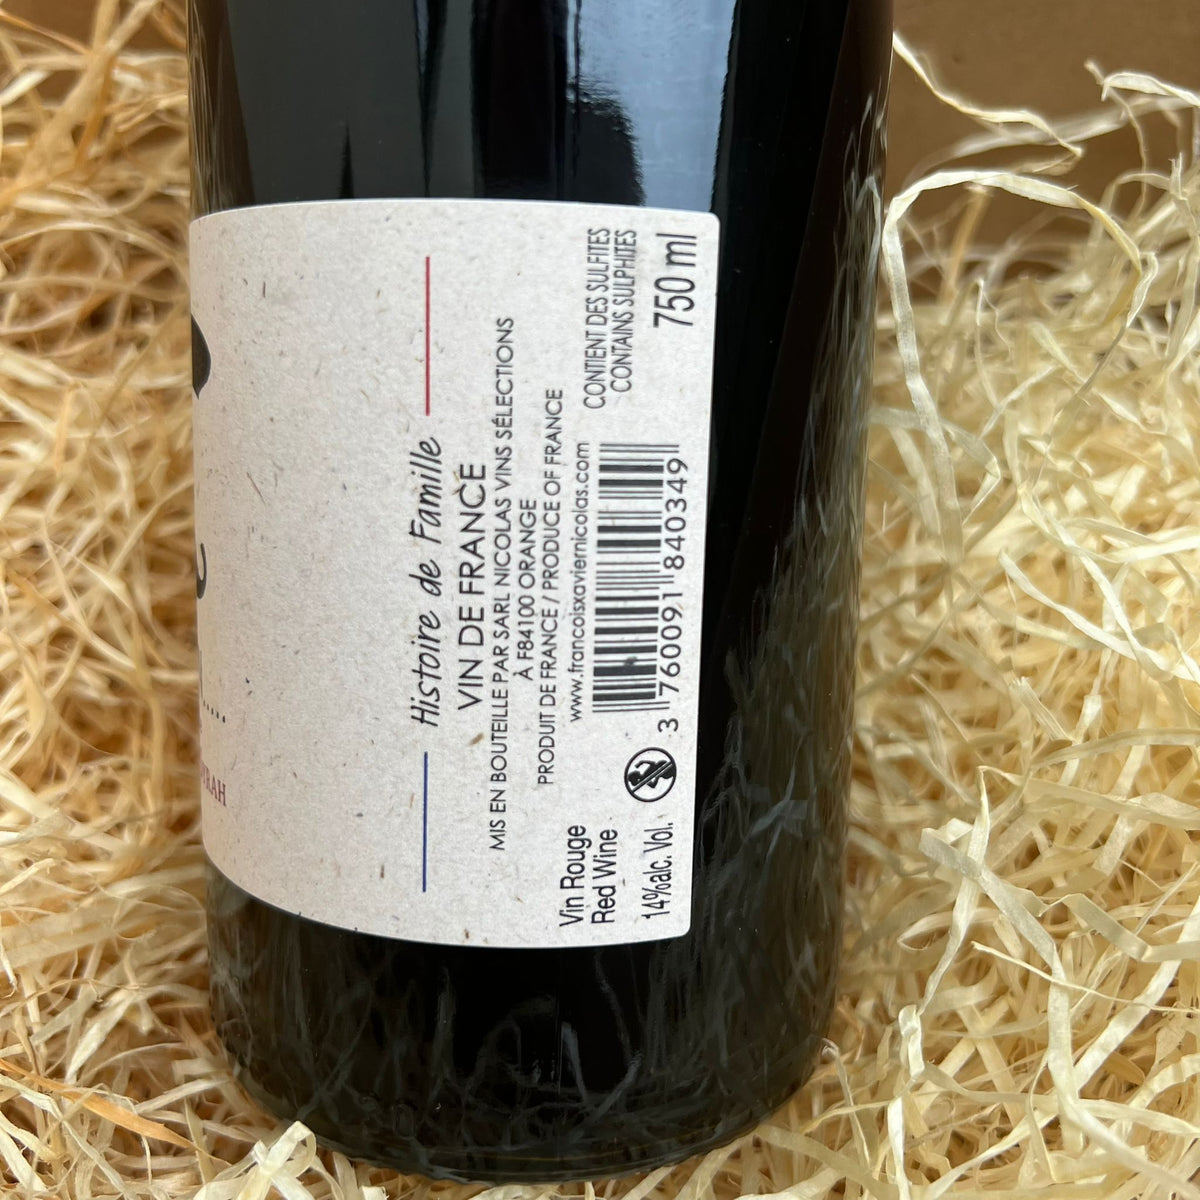 Histoire de Famille
VIN DE FRANCE
MIS EN BOUTEILLE PAR SARL NICOLAS VINS SÉLECTIONS
À F84100 ORANGE
PRODUIT DE FRANCE / PRODUCE OF FRANCE
www.francoisxaviernicolas.com
CONTIENT DES SULFITES
CONTAINS SULPHITES
Vin Rouge
Red Wine
14%alc. Vol.
3 760091 840349
750 ml